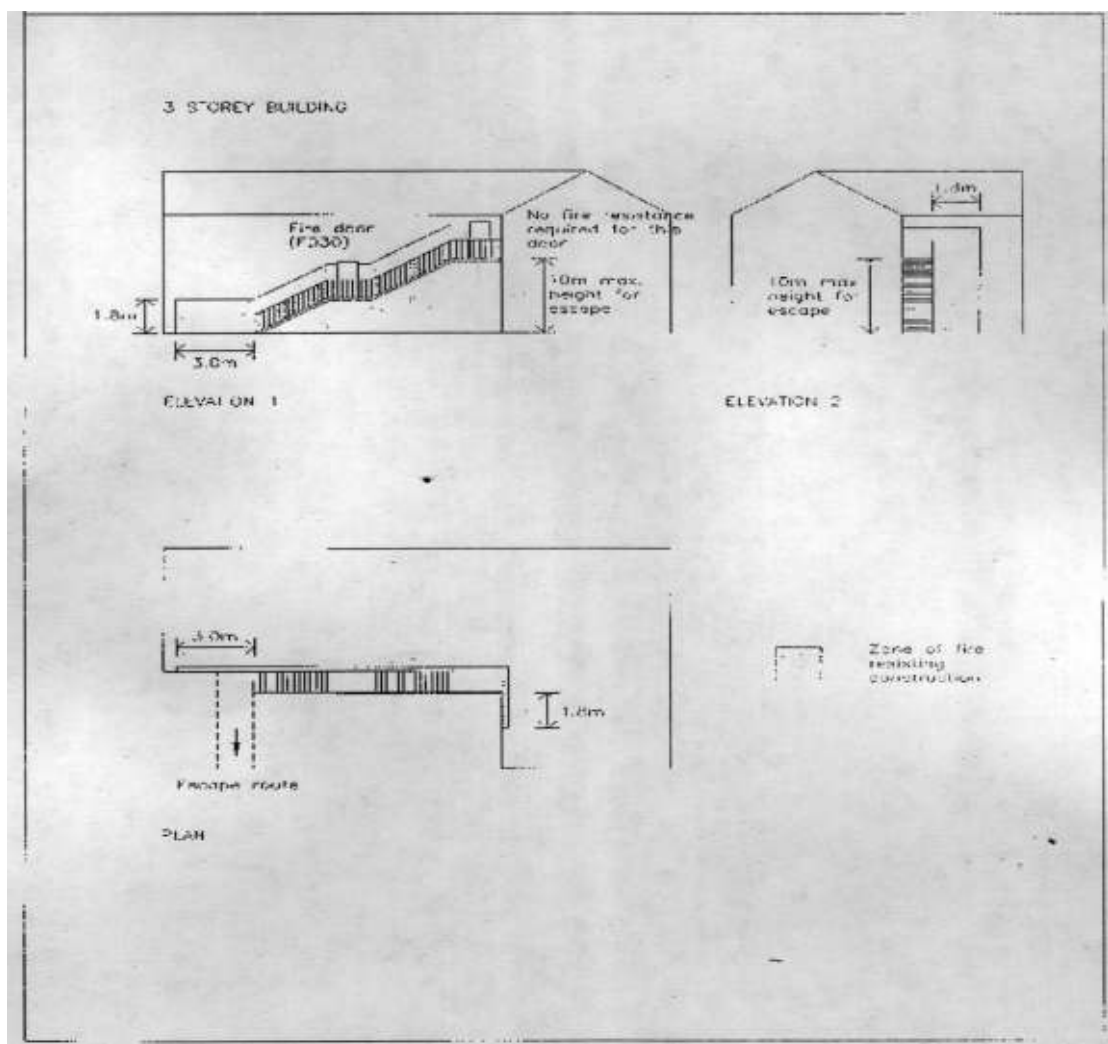 3 STOREY BUILDING
Fire door
(FD30)
No fire resistance
required for this
door
1.8m
3.0m
10m max.
height for
escape
ELEVATION 1
1.8m
10m max
height for
escape
ELEVATION 2
3.0m
1.8m
Escape route
PLAN
Zone of fire
resisting
construction